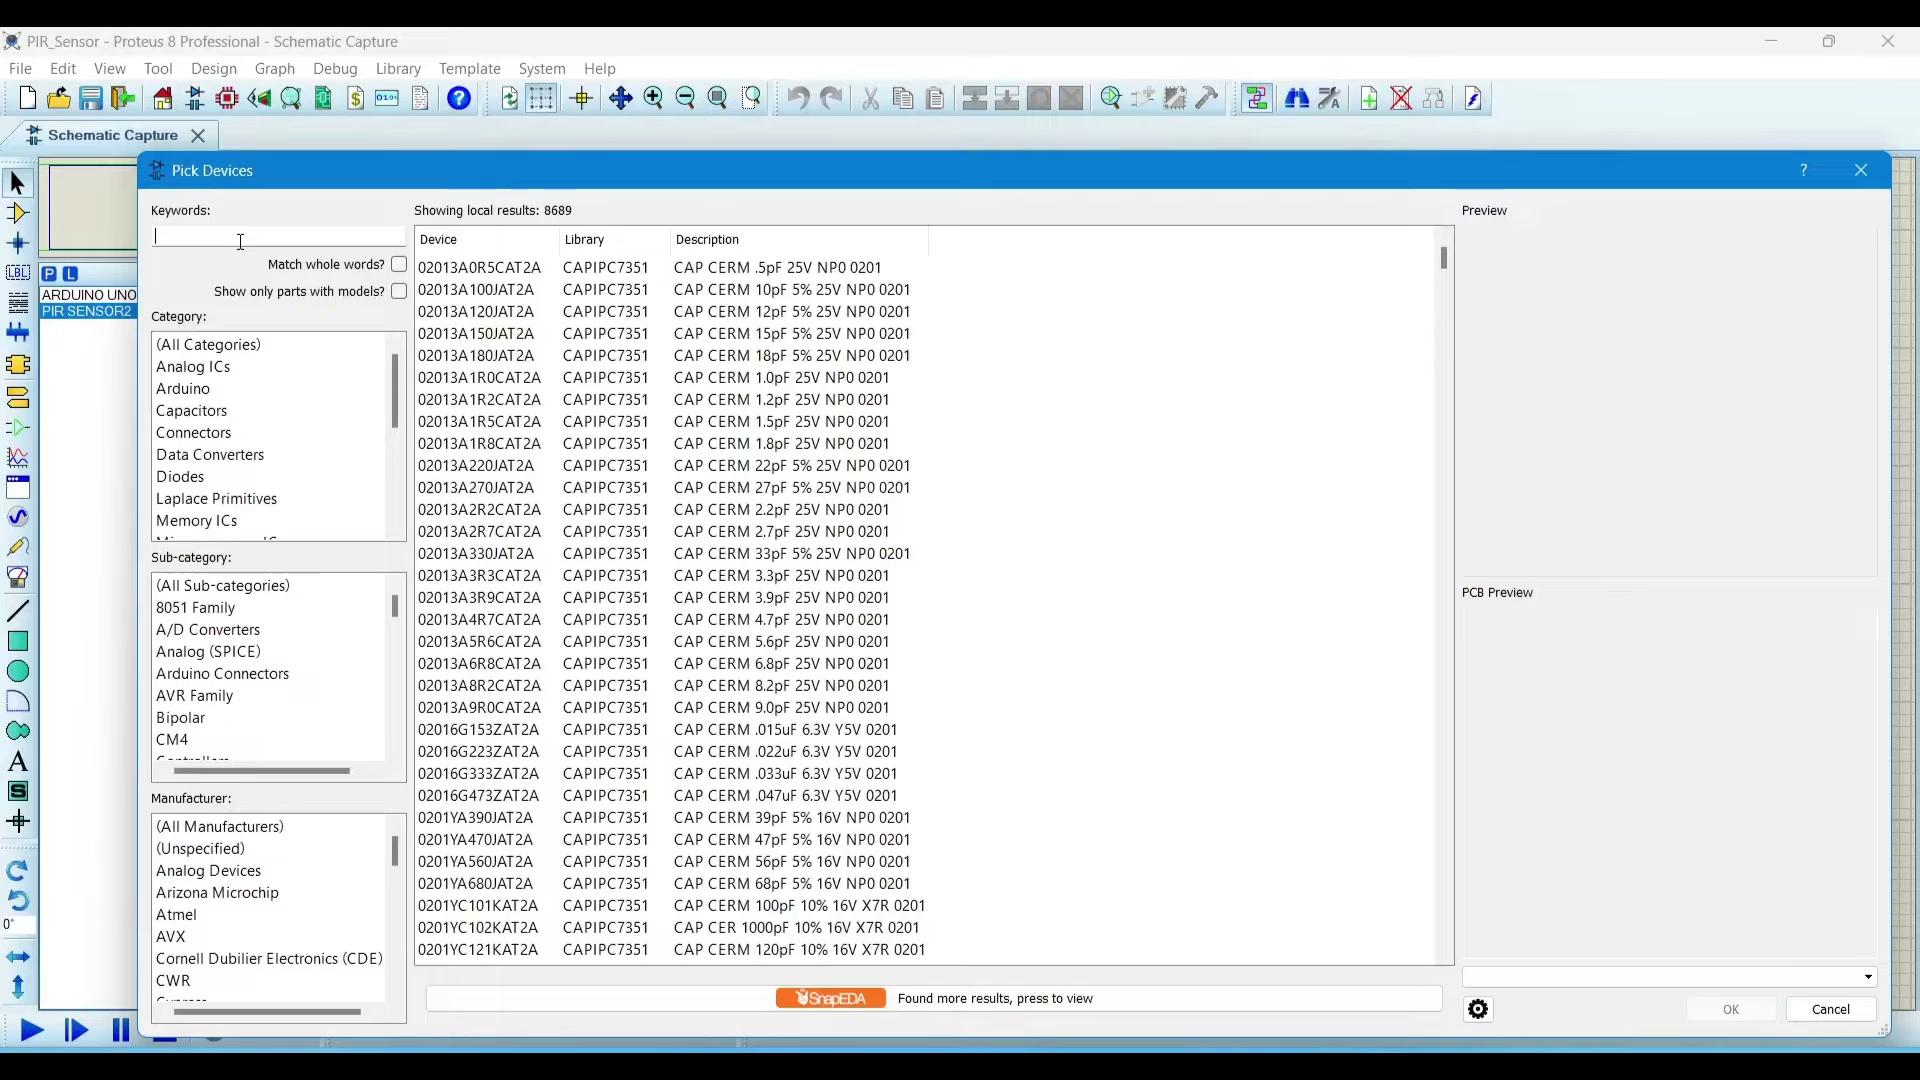 PIR_Sensor - Proteus 8 Professional - Schematic Capture
File Edit View Tool Design Graph Debug Library Template System Help
Schematic Capture
Pick Devices
?
Keywords:
Match whole words?
Show only parts with models?
Category:
(All Categories)
Analog ICs
Arduino
Capacitors
Connectors
Data Converters
Diodes
Laplace Primitives
Memory ICs
Sub-category:
(All Sub-categories)
8051 Family
A/D Converters
Analog (SPICE)
Arduino Connectors
AVR Family
Bipolar
CM4
Manufacturer:
(All Manufacturers)
(Unspecified)
Analog Devices
Arizona Microchip
Atmel
AVX
Cornell Dubilier Electronics (CDE)
CWR
P L
ARDUINO UNO
PIR SENSOR2
LBL
A
S
0°
Showing local results: 8689
Device Library Description
02013A0R5CAT2A CAPIPC7351 CAP CERM .5pF 25V NP0 0201
02013A100JAT2A CAPIPC7351 CAP CERM 10pF 5% 25V NP0 0201
02013A120JAT2A CAPIPC7351 CAP CERM 12pF 5% 25V NP0 0201
02013A150JAT2A CAPIPC7351 CAP CERM 15pF 5% 25V NP0 0201
02013A180JAT2A CAPIPC7351 CAP CERM 18pF 5% 25V NP0 0201
02013A1R0CAT2A CAPIPC7351 CAP CERM 1.0pF 25V NP0 0201
02013A1R2CAT2A CAPIPC7351 CAP CERM 1.2pF 25V NP0 0201
02013A1R5CAT2A CAPIPC7351 CAP CERM 1.5pF 25V NP0 0201
02013A1R8CAT2A CAPIPC7351 CAP CERM 1.8pF 25V NP0 0201
02013A220JAT2A CAPIPC7351 CAP CERM 22pF 5% 25V NP0 0201
02013A270JAT2A CAPIPC7351 CAP CERM 27pF 5% 25V NP0 0201
02013A2R2CAT2A CAPIPC7351 CAP CERM 2.2pF 25V NP0 0201
02013A2R7CAT2A CAPIPC7351 CAP CERM 2.7pF 25V NP0 0201
02013A330JAT2A CAPIPC7351 CAP CERM 33pF 5% 25V NP0 0201
02013A3R3CAT2A CAPIPC7351 CAP CERM 3.3pF 25V NP0 0201
02013A3R9CAT2A CAPIPC7351 CAP CERM 3.9pF 25V NP0 0201
02013A4R7CAT2A CAPIPC7351 CAP CERM 4.7pF 25V NP0 0201
02013A5R6CAT2A CAPIPC7351 CAP CERM 5.6pF 25V NP0 0201
02013A6R8CAT2A CAPIPC7351 CAP CERM 6.8pF 25V NP0 0201
02013A8R2CAT2A CAPIPC7351 CAP CERM 8.2pF 25V NP0 0201
02013A9R0CAT2A CAPIPC7351 CAP CERM 9.0pF 25V NP0 0201
02016G153ZAT2A CAPIPC7351 CAP CERM .015uF 6.3V Y5V 0201
02016G223ZAT2A CAPIPC7351 CAP CERM .022uF 6.3V Y5V 0201
02016G333ZAT2A CAPIPC7351 CAP CERM .033uF 6.3V Y5V 0201
02016G473ZAT2A CAPIPC7351 CAP CERM .047uF 6.3V Y5V 0201
0201YA390JAT2A CAPIPC7351 CAP CERM 39pF 5% 16V NP0 0201
0201YA470JAT2A CAPIPC7351 CAP CERM 47pF 5% 16V NP0 0201
0201YA560JAT2A CAPIPC7351 CAP CERM 56pF 5% 16V NP0 0201
0201YA680JAT2A CAPIPC7351 CAP CERM 68pF 5% 16V NP0 0201
0201YC101KAT2A CAPIPC7351 CAP CERM 100pF 10% 16V X7R 0201
0201YC102KAT2A CAPIPC7351 CAP CER 1000pF 10% 16V X7R 0201
0201YC121KAT2A CAPIPC7351 CAP CERM 120pF 10% 16V X7R 0201
SnapEDA Found more results, press to view
Preview
PCB Preview
OK Cancel